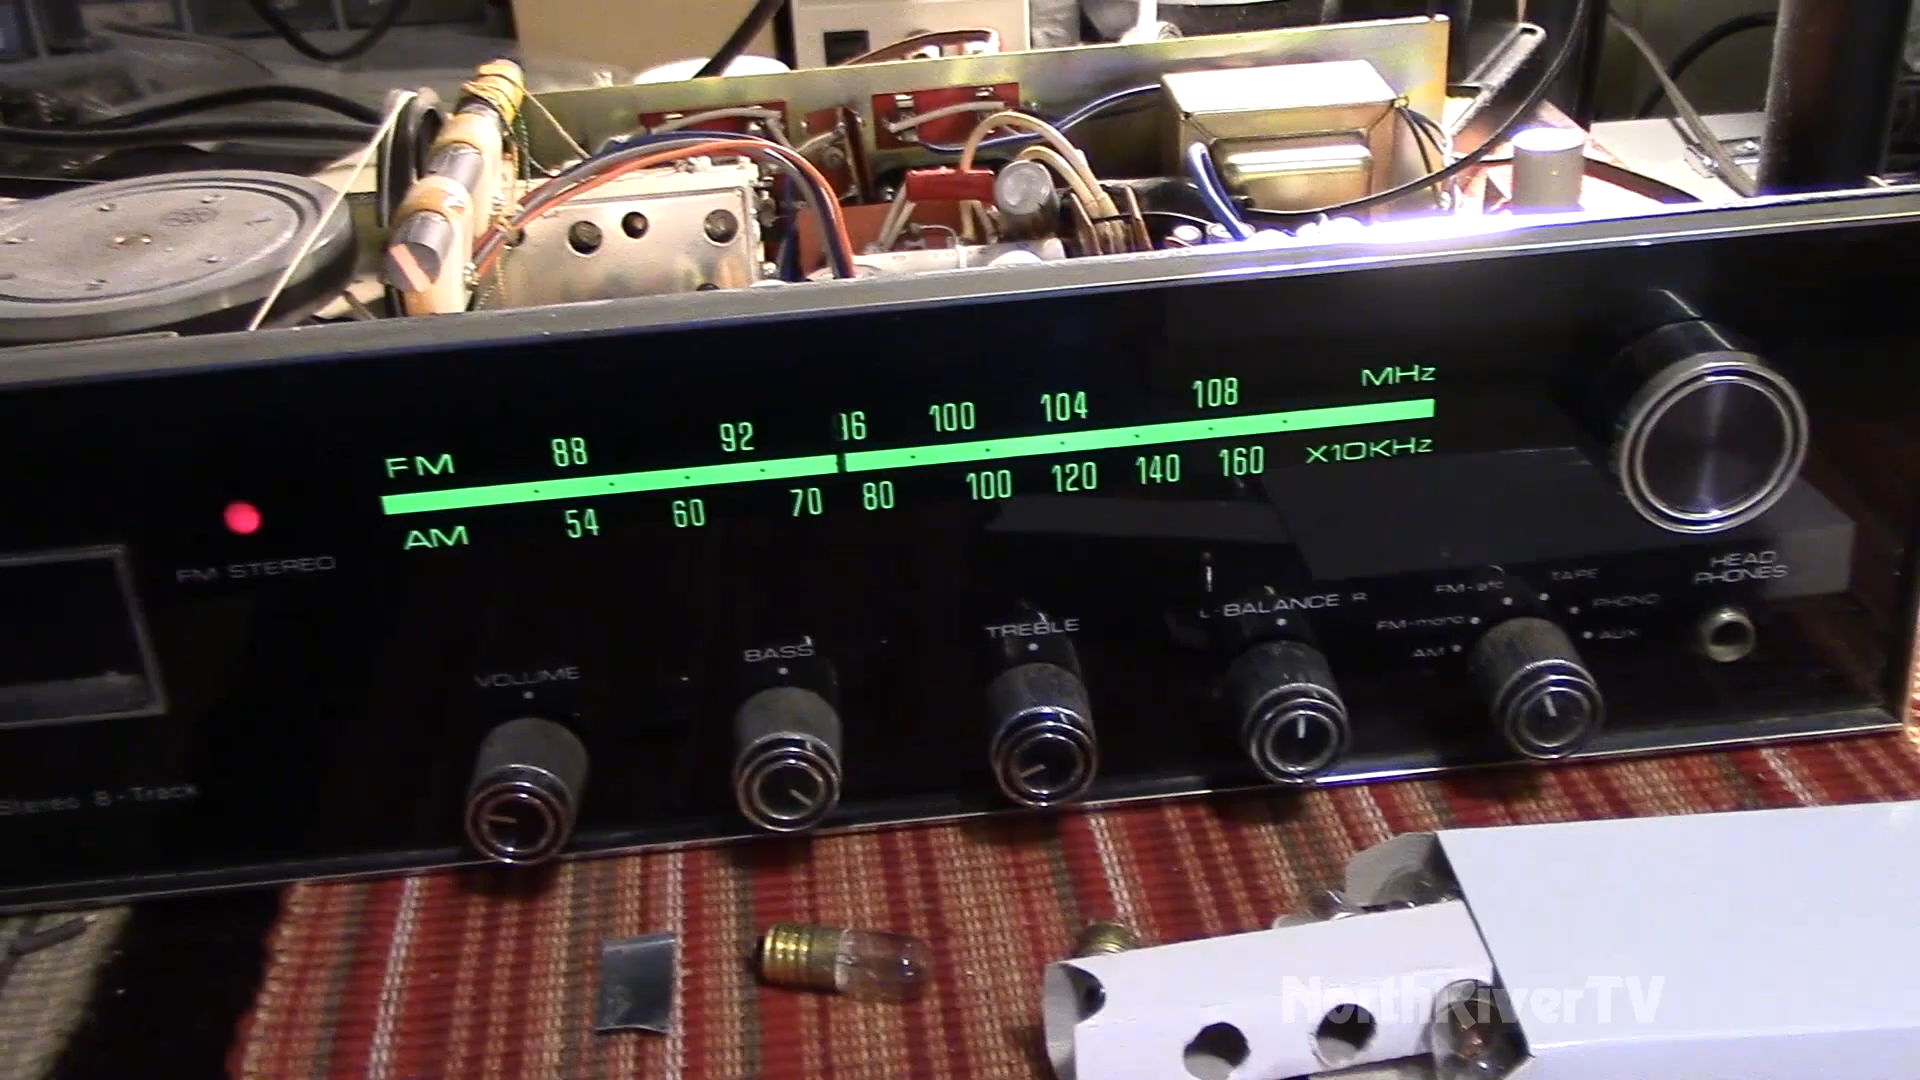 FM 88 92 96 100 104 108 MHz
AM 54 60 70 80 100 120 140 160 X10KHz
FM STEREO
VOLUME
BASS
TREBLE
L-BALANCE R
AM
FM-mono
FM-afc
TAPE
PHONO
AUX
HEAD
PHONES
Stereo 8-Track
NorthRiverTV